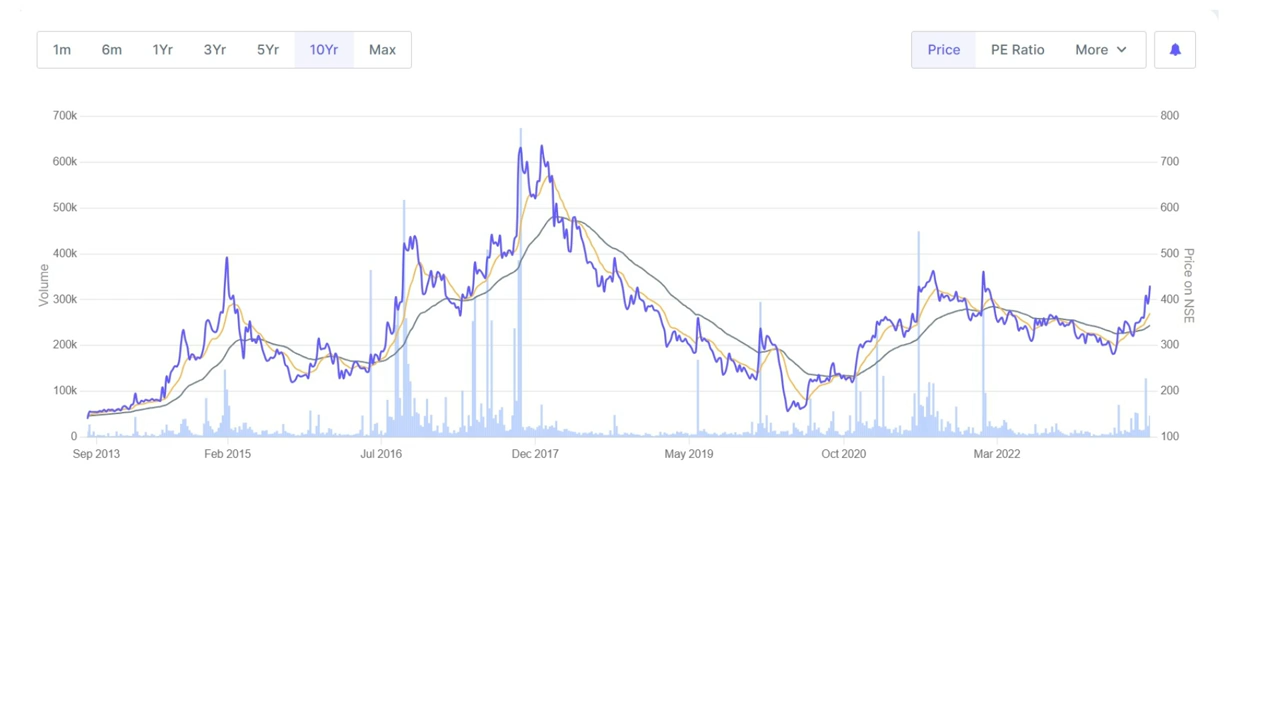 1m 6m 1Yr 3Yr 5Yr 10Yr Max Price PE Ratio More
700k 800
600k 700
500k 600
400k 500
300k 400
200k 300
100k 200
0 100
Volume
Price on NSE
Sep 2013 Feb 2015 Jul 2016 Dec 2017 May 2019 Oct 2020 Mar 2022